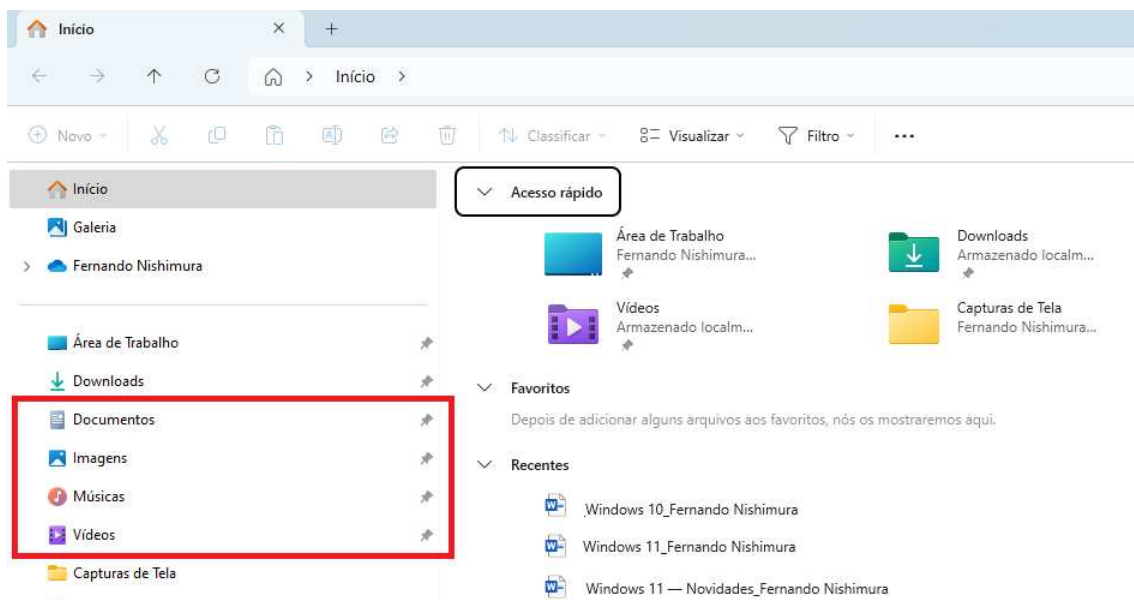 Início
Início
Novo
Classificar
Visualizar
Filtro
Início
Galeria
Fernando Nishimura
Área de Trabalho
Downloads
Documentos
Imagens
Músicas
Vídeos
Capturas de Tela
Acesso rápido
Área de Trabalho
Fernando Nishimura...
Downloads
Armazenado localm...
Vídeos
Armazenado localm...
Capturas de Tela
Fernando Nishimura...
Favoritos
Depois de adicionar alguns arquivos aos favoritos, nós os mostraremos aqui.
Recentes
Windows 10_Fernando Nishimura
Windows 11_Fernando Nishimura
Windows 11 — Novidades_Fernando Nishimura